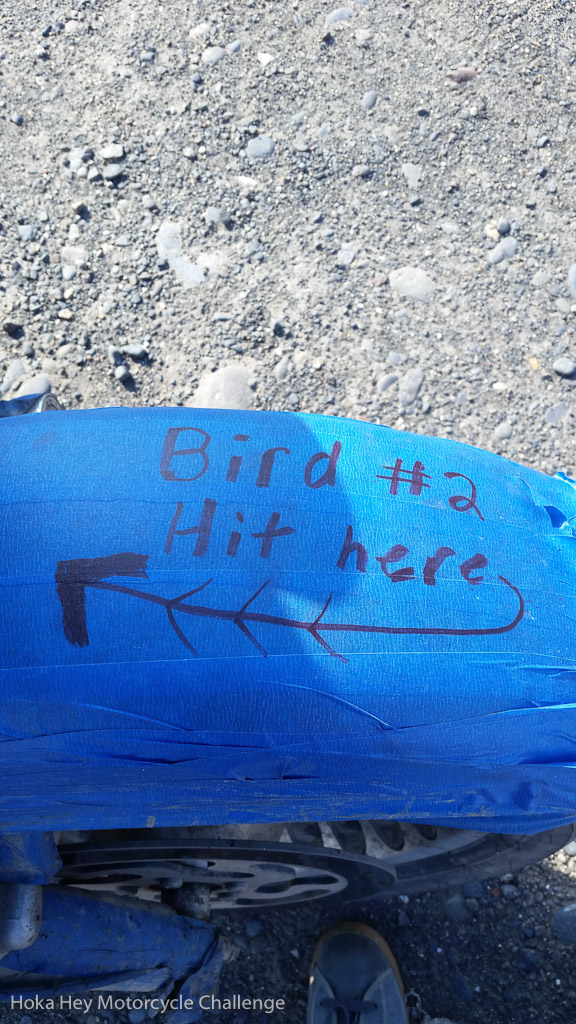 Bird #2
Hit here
Hoka Hey Motorcycle Challenge